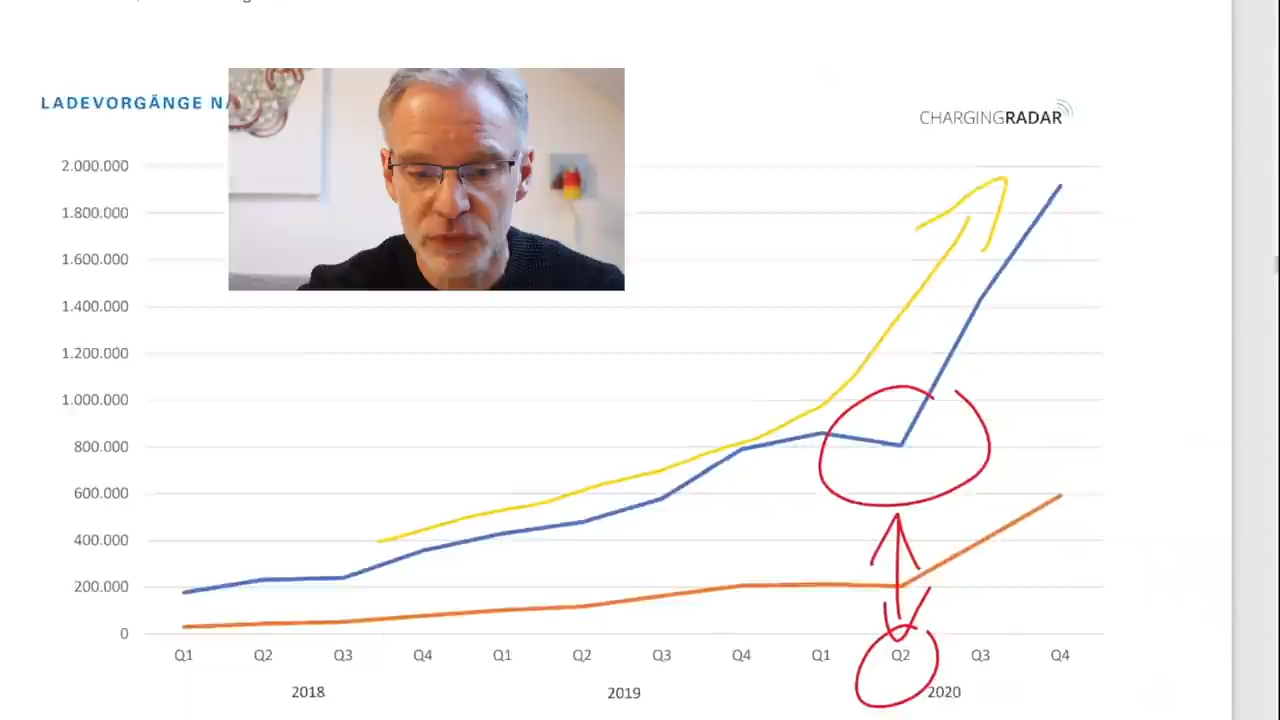 LADEVORGÄNGE NA
CHARGINGRADAR
2.000.000
1.800.000
1.600.000
1.400.000
1.200.000
1.000.000
800.000
600.000
400.000
200.000
0
Q1 Q2 Q3 Q4 Q1 Q2 Q3 Q4 Q1 Q2 Q3 Q4
2018 2019 2020